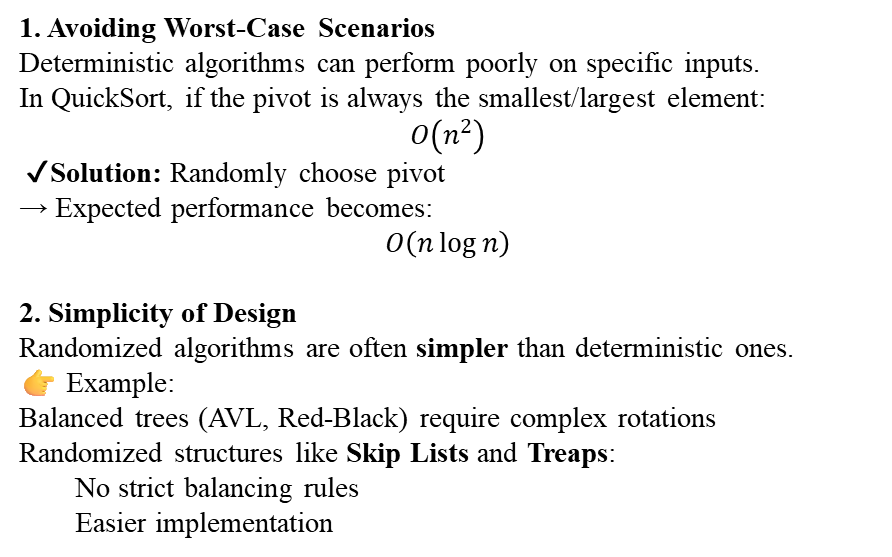 1. Avoiding Worst-Case Scenarios
Deterministic algorithms can perform poorly on specific inputs.
In QuickSort, if the pivot is always the smallest/largest element:
O(n²)
✓Solution: Randomly choose pivot
→ Expected performance becomes:
O(n log n)
2. Simplicity of Design
Randomized algorithms are often simpler than deterministic ones.
👉 Example:
Balanced trees (AVL, Red-Black) require complex rotations
Randomized structures like Skip Lists and Treaps:
No strict balancing rules
Easier implementation